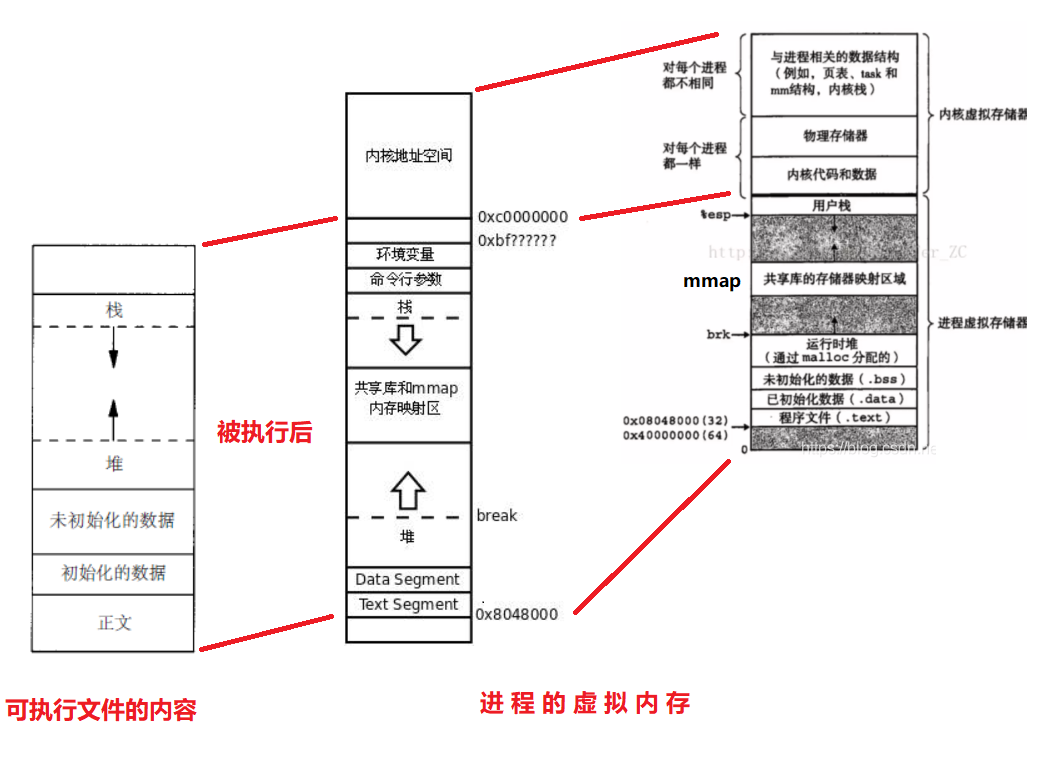 栈
堆
未初始化的数据
初始化的数据
正文
可执行文件的内容
被执行后
内核地址空间
0xc0000000
0xbf??????
环境变量
命令行参数
栈
共享库和mmap
内存映射区
break
堆
Data Segment
Text Segment
0x8048000
进程的虚拟内存
对每个进程
都不相同
与进程相关的数据结构
(例如,页表、task 和
mm结构,内核栈)
内核虚拟存储器
对每个进程
都一样
物理存储器
内核代码和数据
用户栈
%esp
mmap
共享库的存储器映射区域
进程虚拟存储器
brk
运行时堆
(通过 malloc 分配的)
未初始化的数据(.bss)
已初始化数据(.data)
程序文件(.text)
0x08048000(32)
0x40000000(64)
0